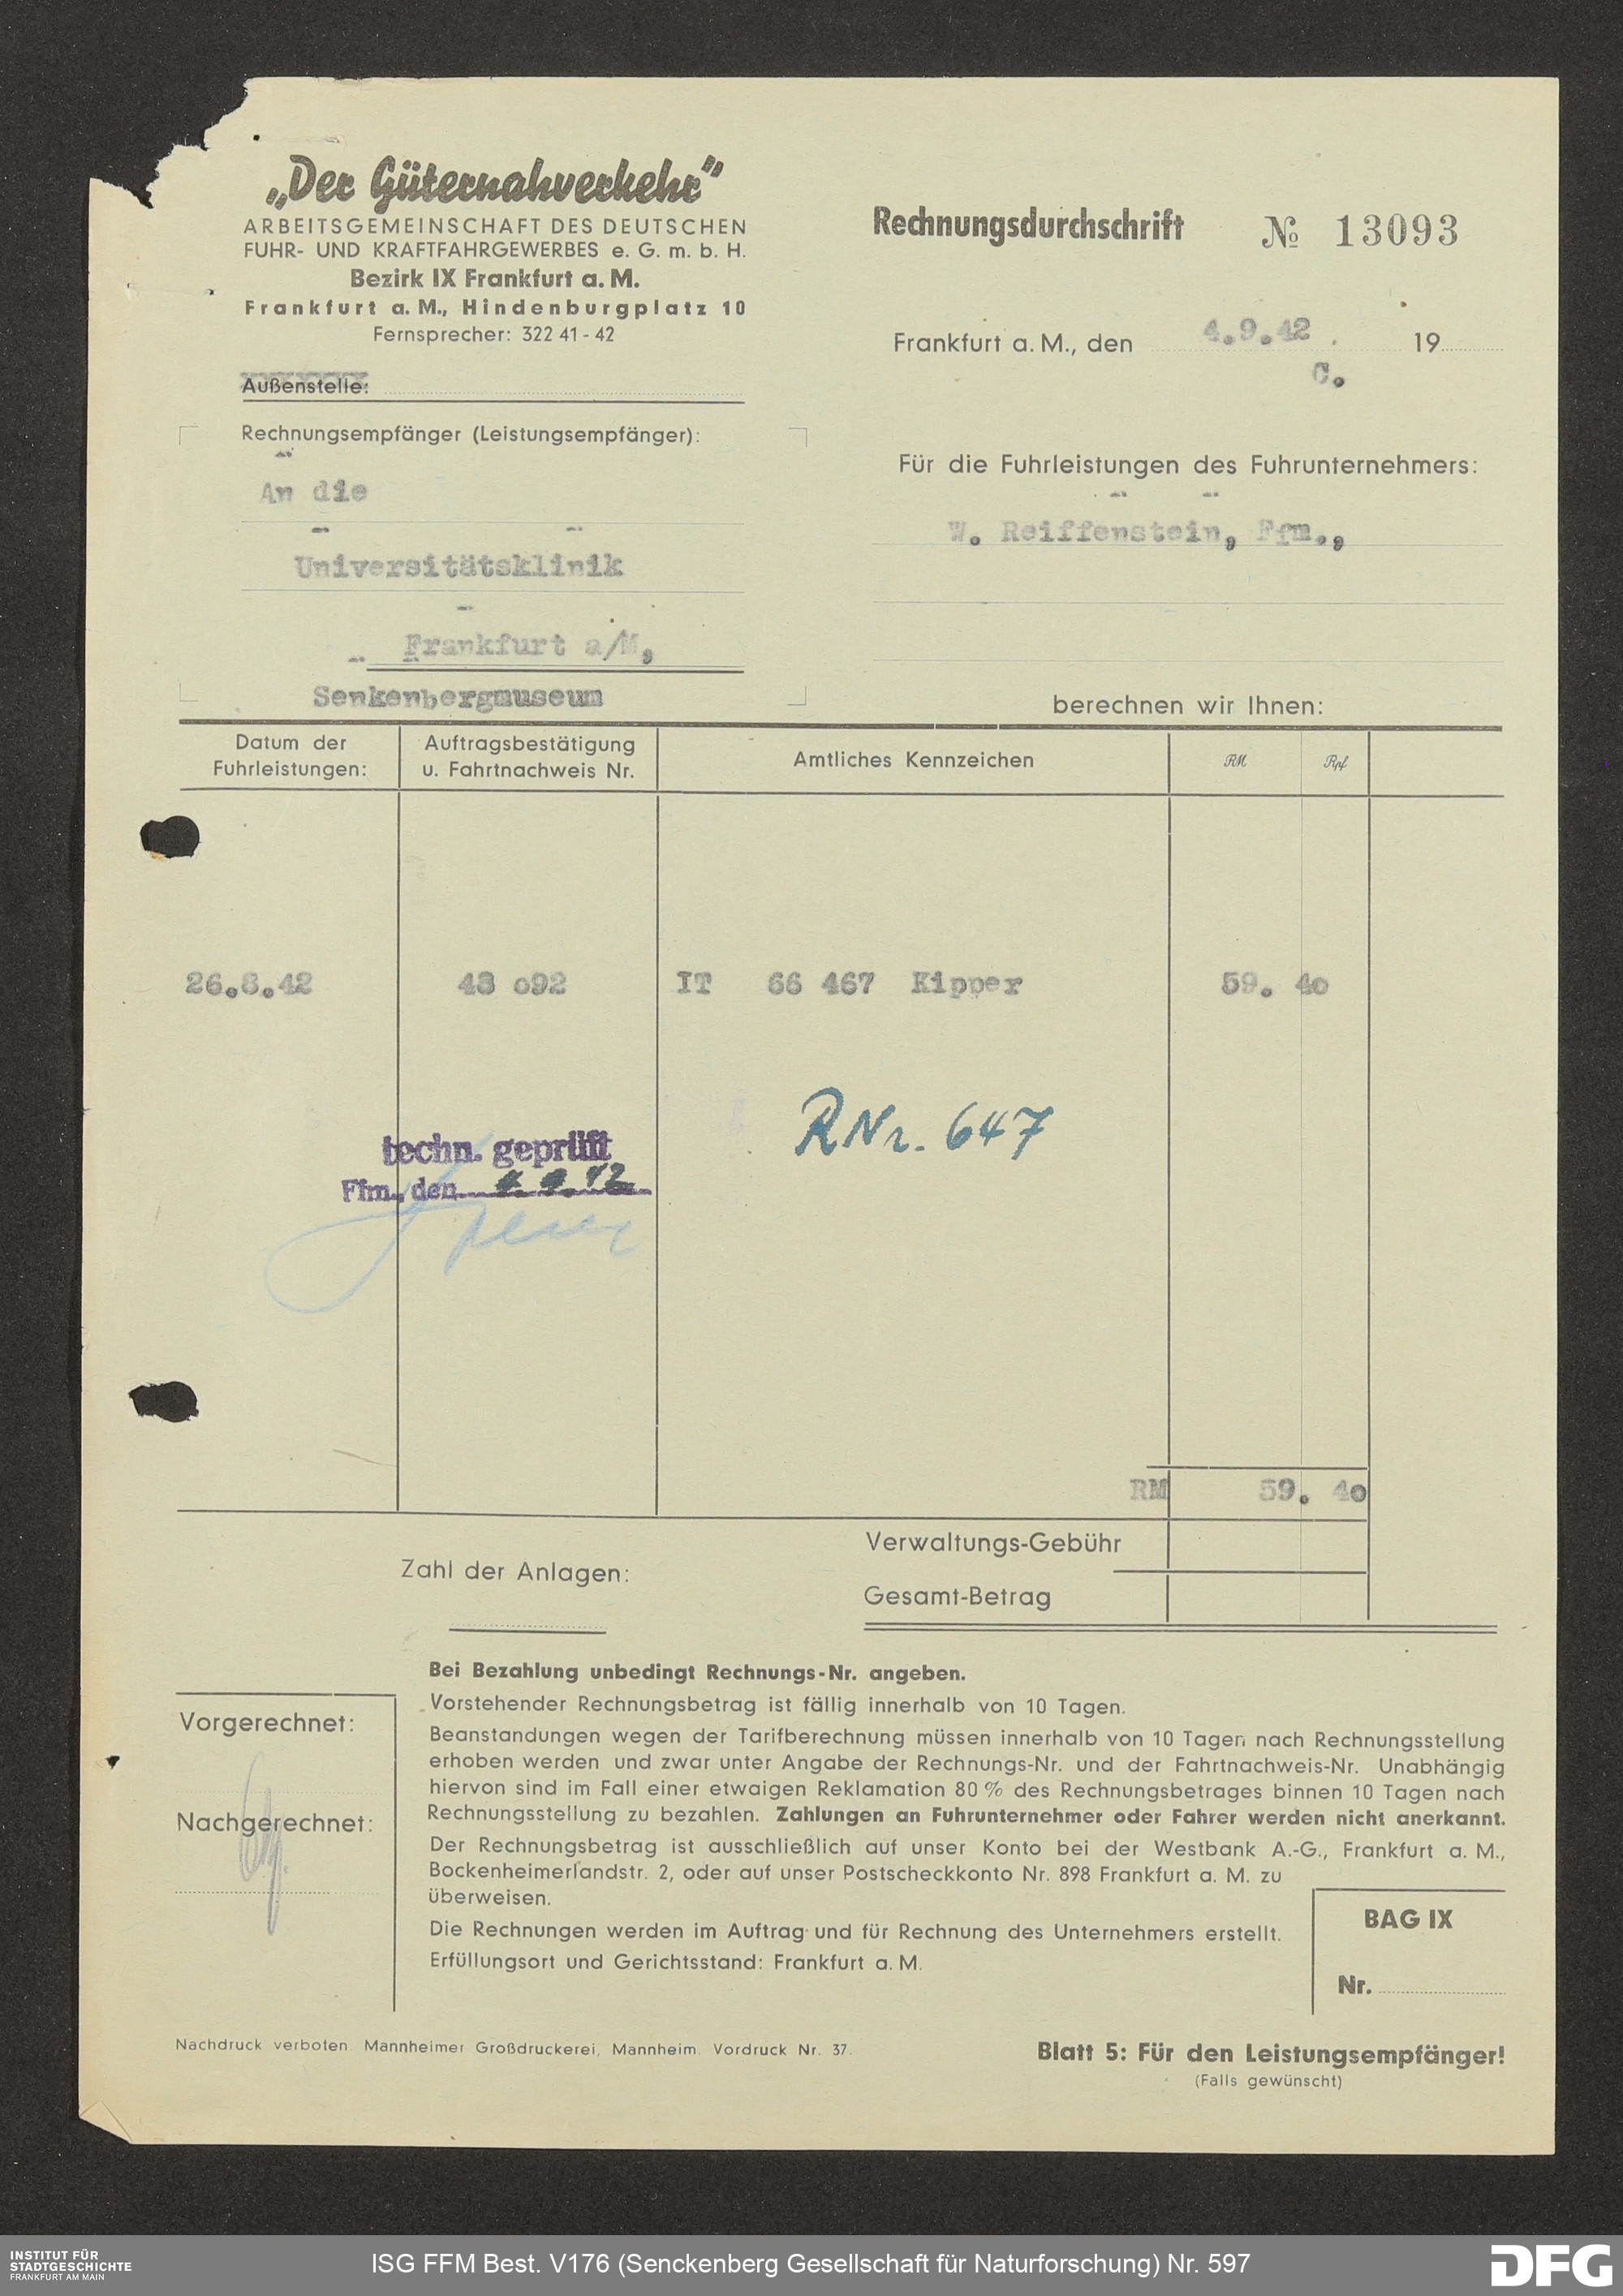 „Der Güternahverkehr"
ARBEITSGEMEINSCHAFT DES DEUTSCHEN
FUHR- UND KRAFTFAHRGEWERBES e. G. m. b. H.
Bezirk IX Frankfurt a. M.
Frankfurt a. M., Hindenburgplatz 10
Fernsprecher: 322 41 - 42
Außenstelle:
Rechnungsdurchschrift № 13093
Frankfurt a. M., den 4.9.42. 19
C.
Rechnungsempfänger (Leistungsempfänger):
An die
Universitätsklinik
Frankfurt a/M,
Senkenbergmuseum
Für die Fuhrleistungen des Fuhrunternehmers:
W. Reiffenstein, Ffm.,
berechnen wir Ihnen:
Datum der Fuhrleistungen:
Auftragsbestätigung u. Fahrtnachweis Nr.
Amtliches Kennzeichen
RM
Rpf
26.8.42 48 o92 IT 66 467 Kipper 59. 4o
RNr. 647
techn. geprüft
Ffm., den 4. 9. 42
RM 59. 4o
Verwaltungs-Gebühr
Zahl der Anlagen:
Gesamt-Betrag
Bei Bezahlung unbedingt Rechnungs-Nr. angeben.
Vorstehender Rechnungsbetrag ist fällig innerhalb von 10 Tagen.
Beanstandungen wegen der Tarifberechnung müssen innerhalb von 10 Tagen nach Rechnungsstellung
erhoben werden und zwar unter Angabe der Rechnungs-Nr. und der Fahrtnachweis-Nr. Unabhängig
hiervon sind im Fall einer etwaigen Reklamation 80 % des Rechnungsbetrages binnen 10 Tagen nach
Rechnungsstellung zu bezahlen. Zahlungen an Fuhrunternehmer oder Fahrer werden nicht anerkannt.
Der Rechnungsbetrag ist ausschließlich auf unser Konto bei der Westbank A.-G., Frankfurt a. M.,
Bockenheimerlandstr. 2, oder auf unser Postscheckkonto Nr. 898 Frankfurt a. M. zu
überweisen.
Die Rechnungen werden im Auftrag und für Rechnung des Unternehmers erstellt.
Erfüllungsort und Gerichtsstand: Frankfurt a. M.
Vorgerechnet:
Nachgerechnet:
BAG IX
Nr.
Nachdruck verboten Mannheimer Großdruckerei, Mannheim. Vordruck Nr. 37.
Blatt 5: Für den Leistungsempfänger!
(Falls gewünscht)
INSTITUT FÜR
STADTGESCHICHTE
FRANKFURT AM MAIN
ISG FFM Best. V176 (Senckenberg Gesellschaft für Naturforschung) Nr. 597
DFG